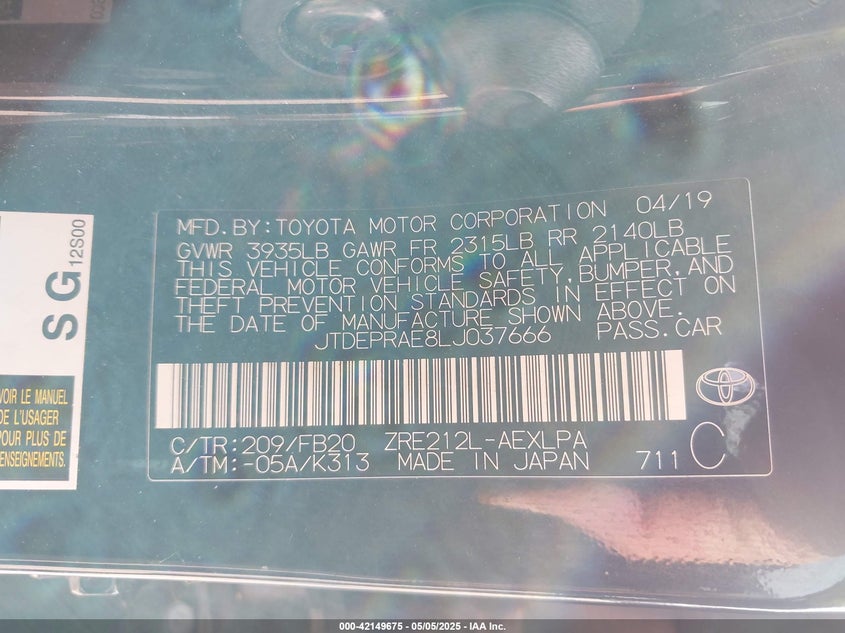 MFD.BY:TOYOTA MOTOR CORPORATION 04/19
GVWR 3935LB GAWR FR 2315LB RR 2140LB
THIS VEHICLE CONFORMS TO ALL APPLICABLE
FEDERAL MOTOR VEHICLE SAFETY,BUMPER,AND
THEFT PREVENTION STANDARDS IN EFFECT ON
THE DATE OF MANUFACTURE SHOWN ABOVE.
JTDEPRAE8LJ037666 PASS.CAR
C/TR:209/FB20 ZRE212L-AEXLPA
A/TM:-05A/K313 MADE IN JAPAN 711 C
SG
12S00
VOIR LE MANUEL
DE L'USAGER
POUR PLUS DE
RENSEIGNEMENTS.
000-42149675 - 05/05/2025 - IAA Inc.